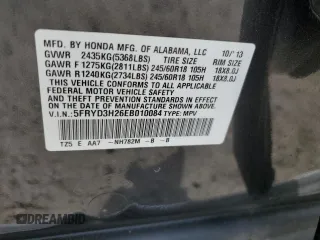 MFD. BY HONDA MFG. OF ALABAMA, LLC 10/'13
GVWR 2435KG(5368LBS) TIRE SIZE RIM SIZE
GAWR F 1275KG(2811LBS) 245/60R18 105H 18X8.0J
GAWR R 1240KG(2734LBS) 245/60R18 105H 18X8.0J
THIS VEHICLE CONFORMS TO ALL APPLICABLE
FEDERAL MOTOR VEHICLE SAFETY STANDARDS
IN EFFECT ON THE DATE OF MANUFACTURE
SHOWN ABOVE.
V.I.N.: 5FRYD3H26EB010084 TYPE: MPV
TZ5 E AA7 -NH782M -B -B
DREAMBID